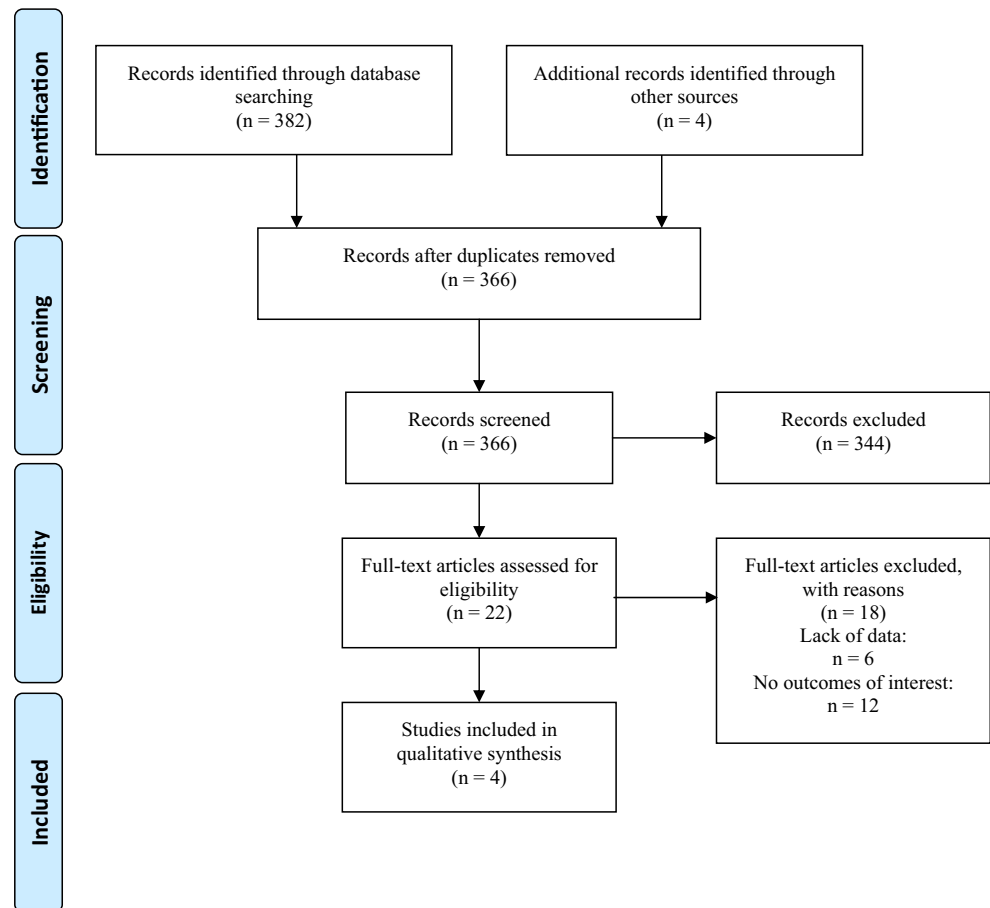 Identification
Records identified through database
searching
(n = 382)
Additional records identified through
other sources
(n = 4)
Screening
Records after duplicates removed
(n = 366)
Records screened
(n = 366)
Records excluded
(n = 344)
Eligibility
Full-text articles assessed for
eligibility
(n = 22)
Full-text articles excluded,
with reasons
(n = 18)
Lack of data:
n = 6
No outcomes of interest:
n = 12
Included
Studies included in
qualitative synthesis
(n = 4)